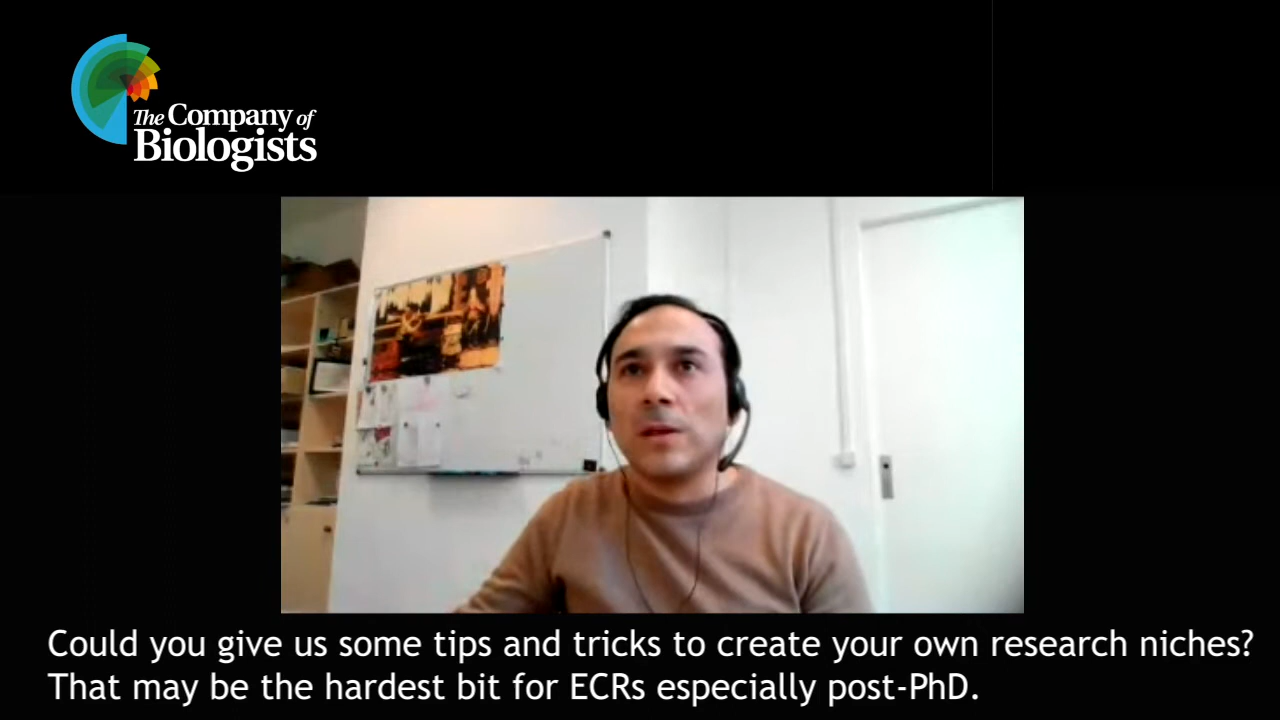 The Company of
Biologists
Could you give us some tips and tricks to create your own research niches?
That may be the hardest bit for ECRs especially post-PhD.